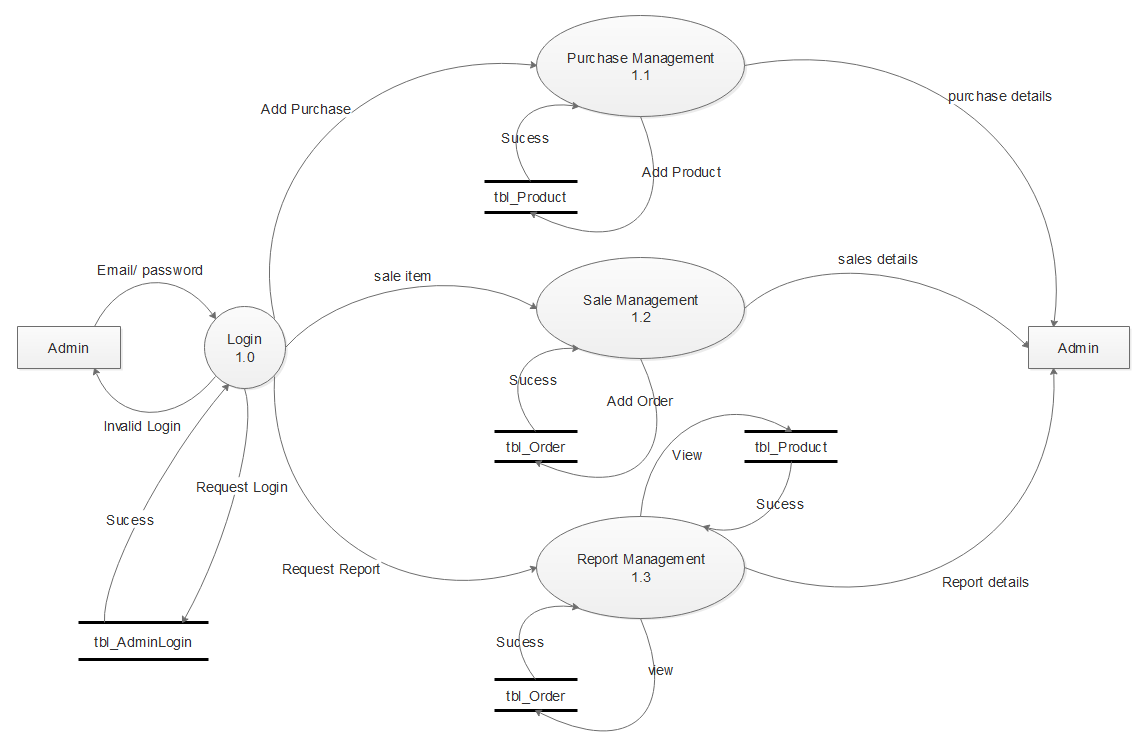 Purchase Management
1.1
Add Purchase
purchase details
Sucess
Add Product
tbl_Product
Email/ password
sale item
sales details
Sale Management
1.2
Login
1.0
Admin
Admin
Sucess
Add Order
Invalid Login
tbl_Order
View
tbl_Product
Request Login
Sucess
Sucess
Report Management
1.3
Request Report
Report details
tbl_AdminLogin
Sucess
view
tbl_Order